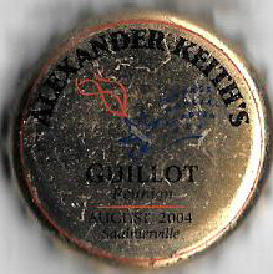 ALEXANDER KEITH'S
GUILLOT
Reunion
AUGUST 2004
Saulnierville